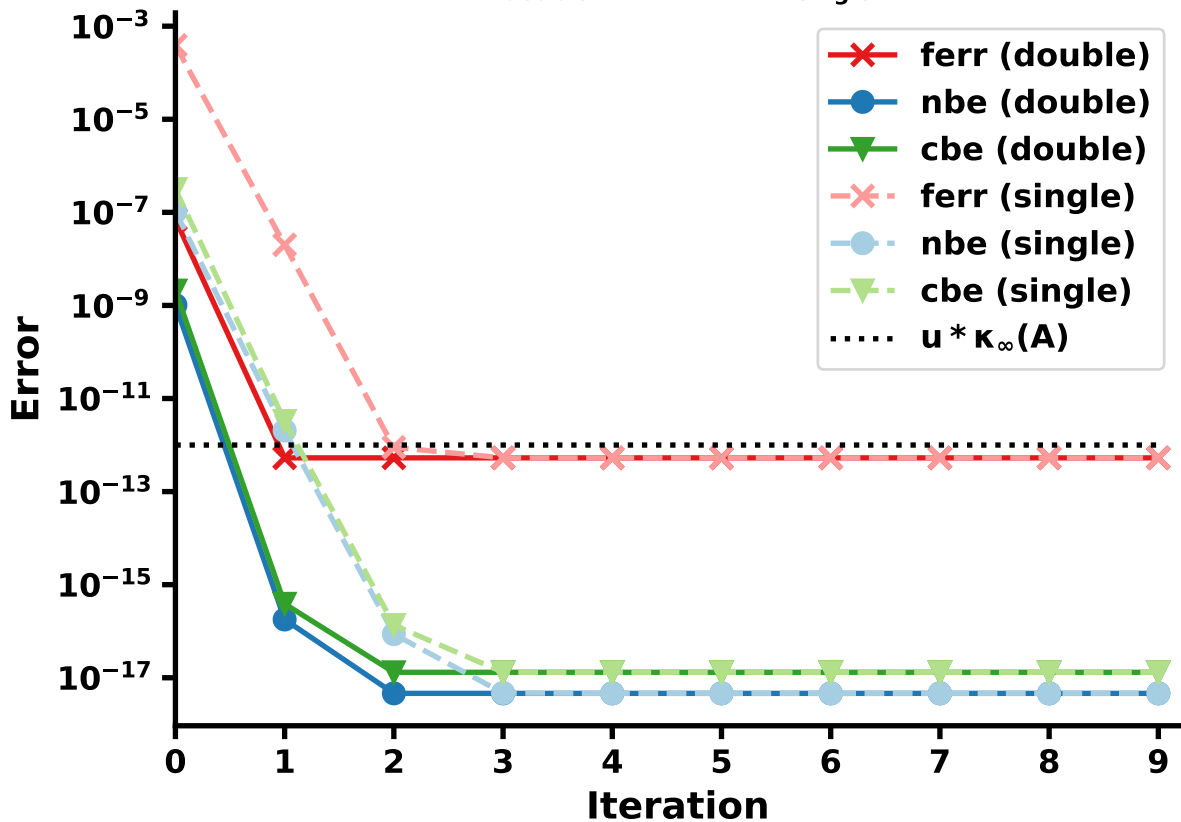 10⁻³
10⁻⁵
10⁻⁷
10⁻⁹
10⁻¹¹
10⁻¹³
10⁻¹⁵
10⁻¹⁷
Error
ferr (double)
nbe (double)
cbe (double)
ferr (single)
nbe (single)
cbe (single)
u * κ∞(A)
0 1 2 3 4 5 6 7 8 9
Iteration